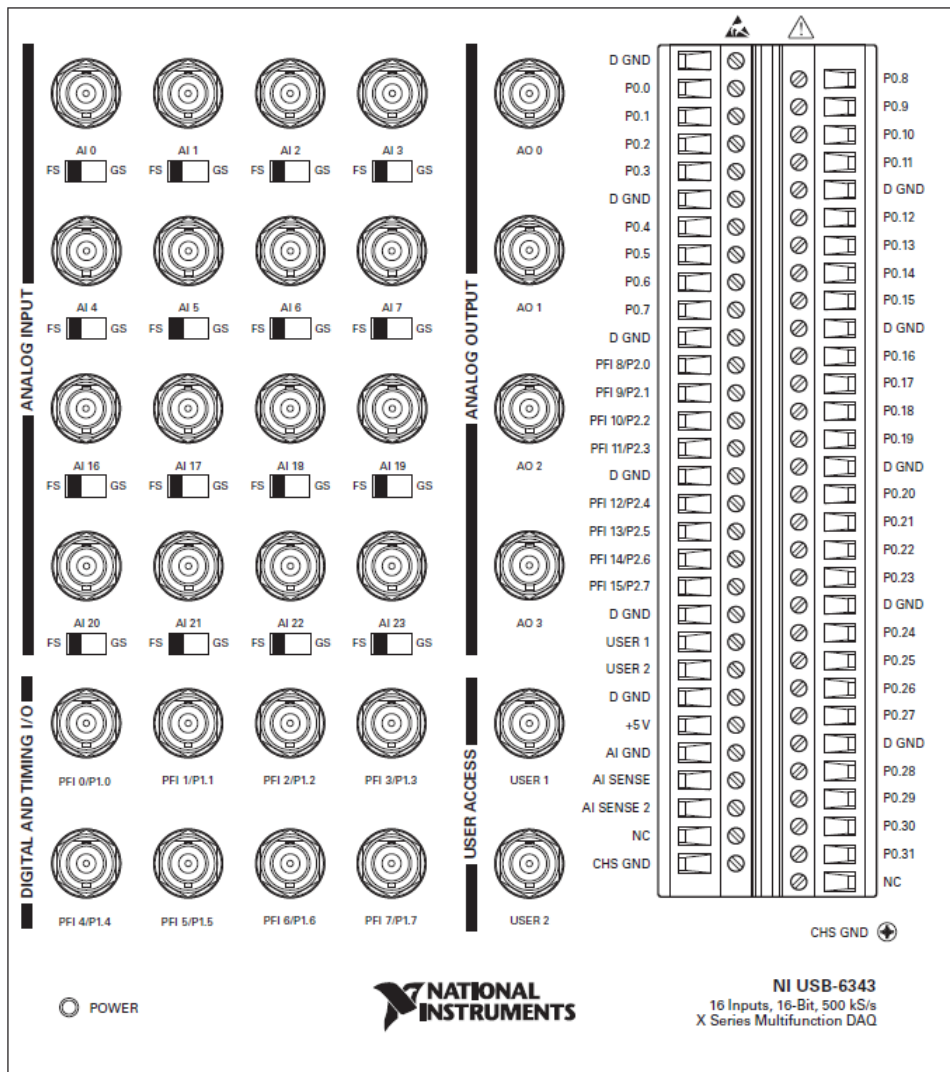 ANALOG INPUT
AI 0
AI 1
AI 2
AI 3
FS GS
FS GS
FS GS
FS GS
AI 4
AI 5
AI 6
AI 7
FS GS
FS GS
FS GS
FS GS
AI 16
AI 17
AI 18
AI 19
FS GS
FS GS
FS GS
FS GS
AI 20
AI 21
AI 22
AI 23
FS GS
FS GS
FS GS
FS GS
DIGITAL AND TIMING I/O
PFI 0/P1.0
PFI 1/P1.1
PFI 2/P1.2
PFI 3/P1.3
PFI 4/P1.4
PFI 5/P1.5
PFI 6/P1.6
PFI 7/P1.7
ANALOG OUTPUT
AO 0
AO 1
AO 2
AO 3
USER ACCESS
USER 1
USER 2
D GND
P0.0
P0.1
P0.2
P0.3
D GND
P0.4
P0.5
P0.6
P0.7
D GND
PFI 8/P2.0
PFI 9/P2.1
PFI 10/P2.2
PFI 11/P2.3
D GND
PFI 12/P2.4
PFI 13/P2.5
PFI 14/P2.6
PFI 15/P2.7
D GND
USER 1
USER 2
D GND
+5 V
AI GND
AI SENSE
AI SENSE 2
NC
CHS GND
P0.8
P0.9
P0.10
P0.11
D GND
P0.12
P0.13
P0.14
P0.15
D GND
P0.16
P0.17
P0.18
P0.19
D GND
P0.20
P0.21
P0.22
P0.23
D GND
P0.24
P0.25
P0.26
P0.27
D GND
P0.28
P0.29
P0.30
P0.31
NC
CHS GND
POWER
NATIONAL
INSTRUMENTS
NI USB-6343
16 Inputs, 16-Bit, 500 kS/s
X Series Multifunction DAQ